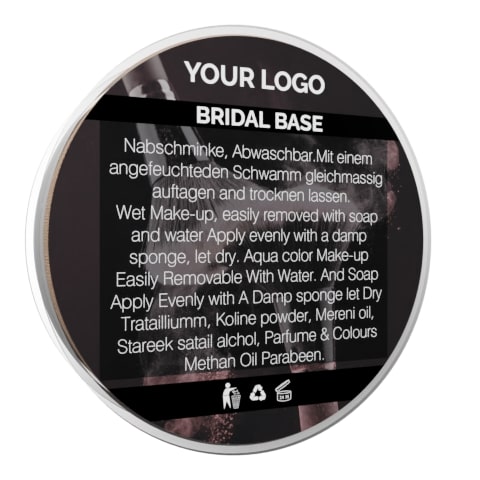 YOUR LOGO
BRIDAL BASE
Nabschminke, Abwaschbar.Mit einem
angefeuchteden Schwamm gleichmassig
auftagen and trocknen lassen.
Wet Make-up, easily removed with soap
and water Apply evenly with a damp
sponge, let dry. Aqua color Make-up
Easily Removable With Water. And Soap
Apply Evenly with A Damp sponge let Dry
Tratailliumm, Koline powder, Mereni oil,
Stareek satail alchol, Parfume & Colours
Methan Oil Parabeen.